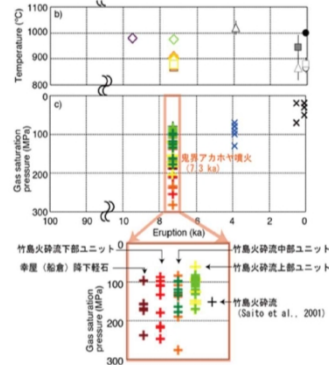 b)
Temperature (°C)
1100
1000
900
800
c)
Gas saturation
pressure (MPa)
0
100
200
300
鬼界アカホヤ噴火
(7.3 ka)
100 90 10 8 6 4 2 0
Eruption (ka)
竹島火砕流下部ユニット
竹島火砕流中部ユニット
幸屋(船倉)降下軽石
竹島火砕流上部ユニット
竹島火砕流
(Saito et al., 2001)
Gas saturation
pressure (MPa)
0
100
200
300